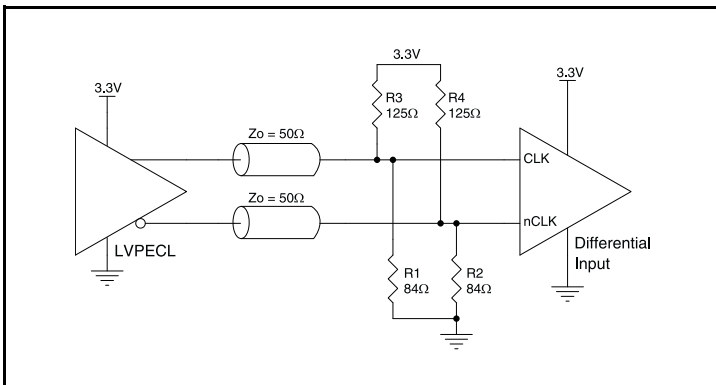 3.3V
3.3V
3.3V
R3
125Ω
R4
125Ω
Zo = 50Ω
CLK
Zo = 50Ω
nCLK
LVPECL
Differential
Input
R1
84Ω
R2
84Ω